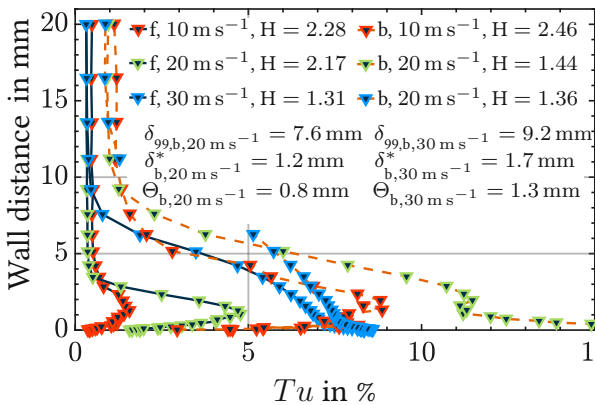 20
f, 10 m s⁻¹, H = 2.28
b, 10 m s⁻¹, H = 2.46
f, 20 m s⁻¹, H = 2.17
b, 20 m s⁻¹, H = 1.44
15
f, 30 m s⁻¹, H = 1.31
b, 20 m s⁻¹, H = 1.36
δ99,b,20 m s⁻¹ = 7.6 mm
δ99,b,30 m s⁻¹ = 9.2 mm
δ*b,20 m s⁻¹ = 1.2 mm
δ*b,30 m s⁻¹ = 1.7 mm
10
Θb,20 m s⁻¹ = 0.8 mm
Θb,30 m s⁻¹ = 1.3 mm
5
0
Wall distance in mm
0 5 10 15
Tu in %